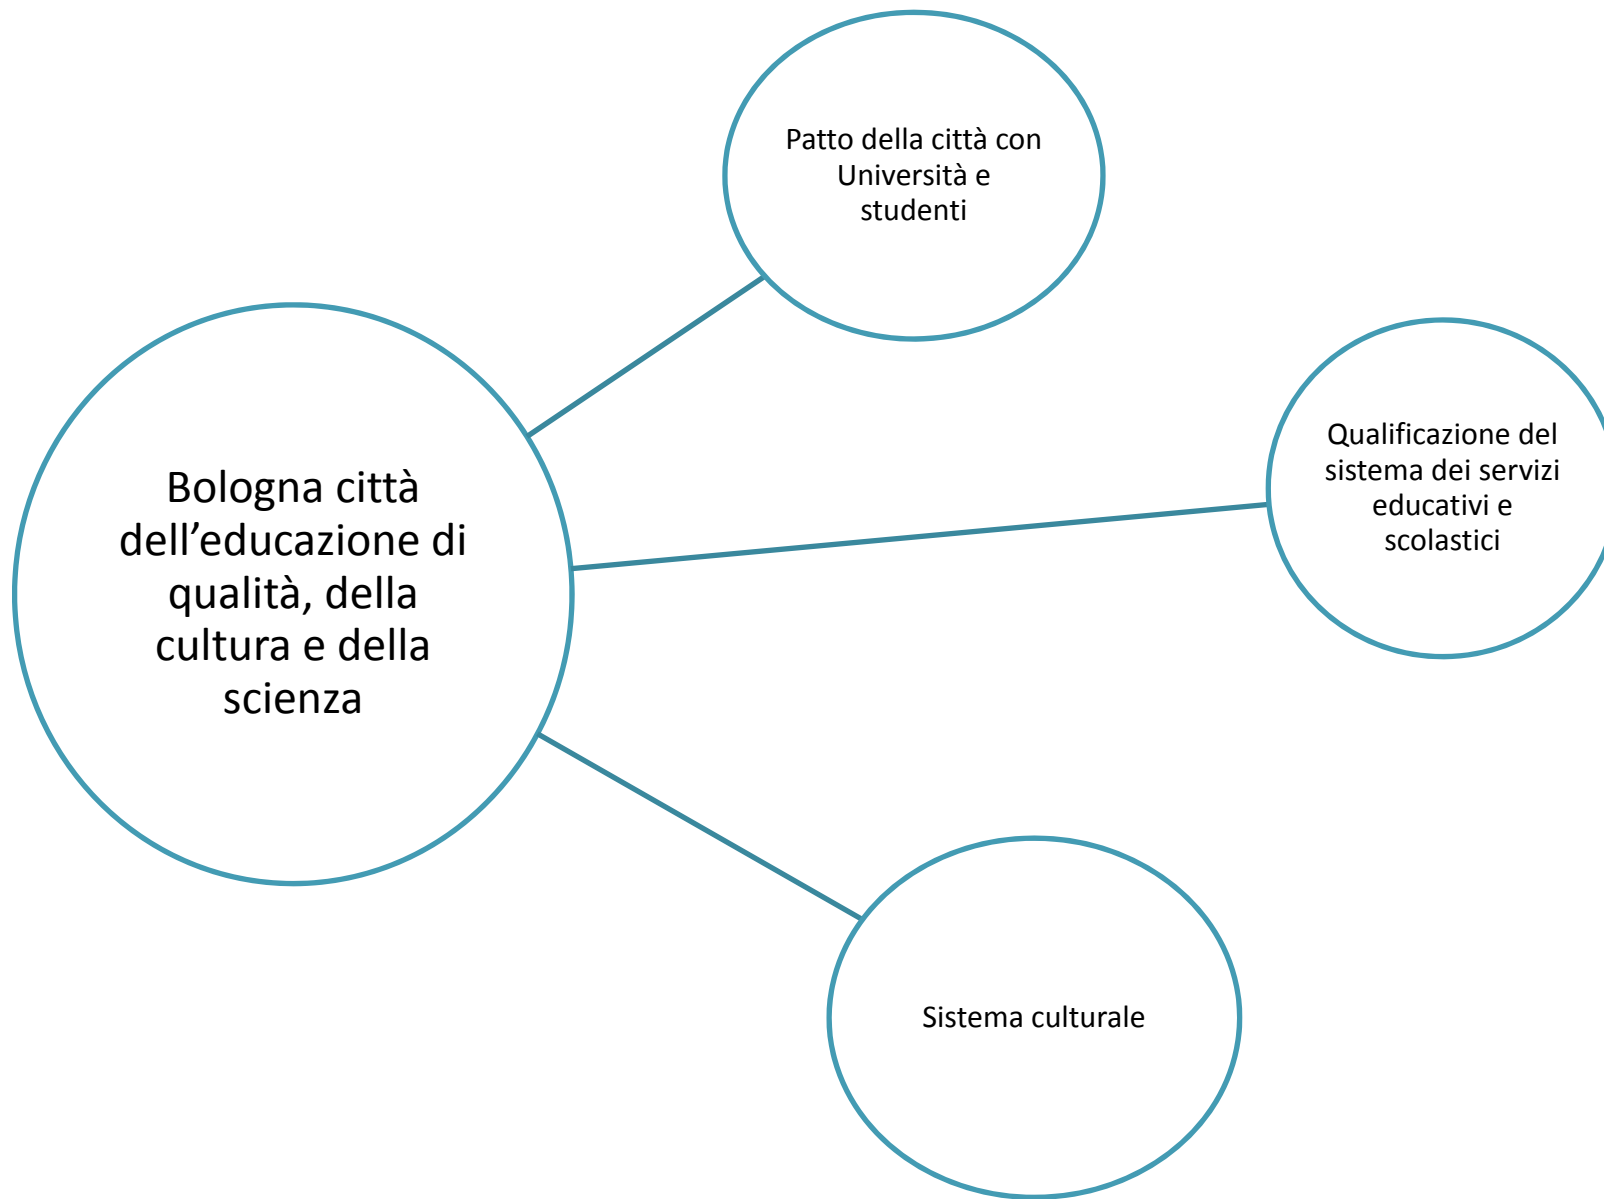 Patto della città con
Università e
studenti
Qualificazione del
sistema dei servizi
educativi e
scolastici
Bologna città
dell’educazione di
qualità, della
cultura e della
scienza
Sistema culturale